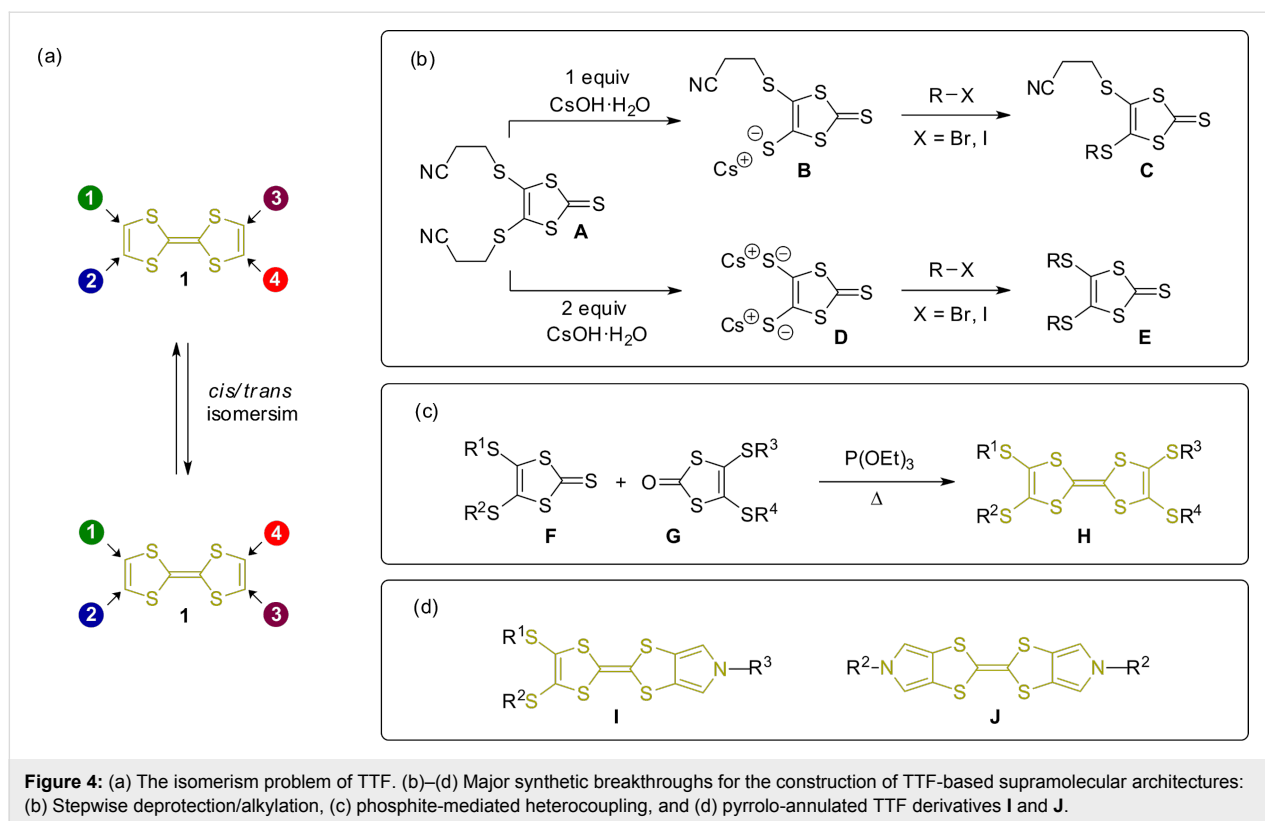 (a)
1
3
S
S
S
S
2
1
4
cis/trans
isomersim
1
4
S
S
S
S
2
1
3
(b)
NC
S
S
S
S
S
NC
A
1 equiv
CsOH·H₂O
NC
S
S
S
S
S⊖
Cs⊕
B
R–X
X = Br, I
NC
S
S
S
S
RS
C
2 equiv
CsOH·H₂O
Cs⊕
S⊖
S
S
S
Cs⊕
S⊖
D
R–X
X = Br, I
RS
S
S
S
RS
E
(c)
R¹S
S
S
S
R²S
F
+
O
S
S
SR³
SR⁴
G
P(OEt)₃
Δ
R¹S
S
S
SR³
R²S
S
S
SR⁴
H
(d)
R¹S
S
S
N–R³
R²S
S
S
I
R²-N
S
S
S
S
N–R²
J
Figure 4: (a) The isomerism problem of TTF. (b)–(d) Major synthetic breakthroughs for the construction of TTF-based supramolecular architectures:
(b) Stepwise deprotection/alkylation, (c) phosphite-mediated heterocoupling, and (d) pyrrolo-annulated TTF derivatives I and J.